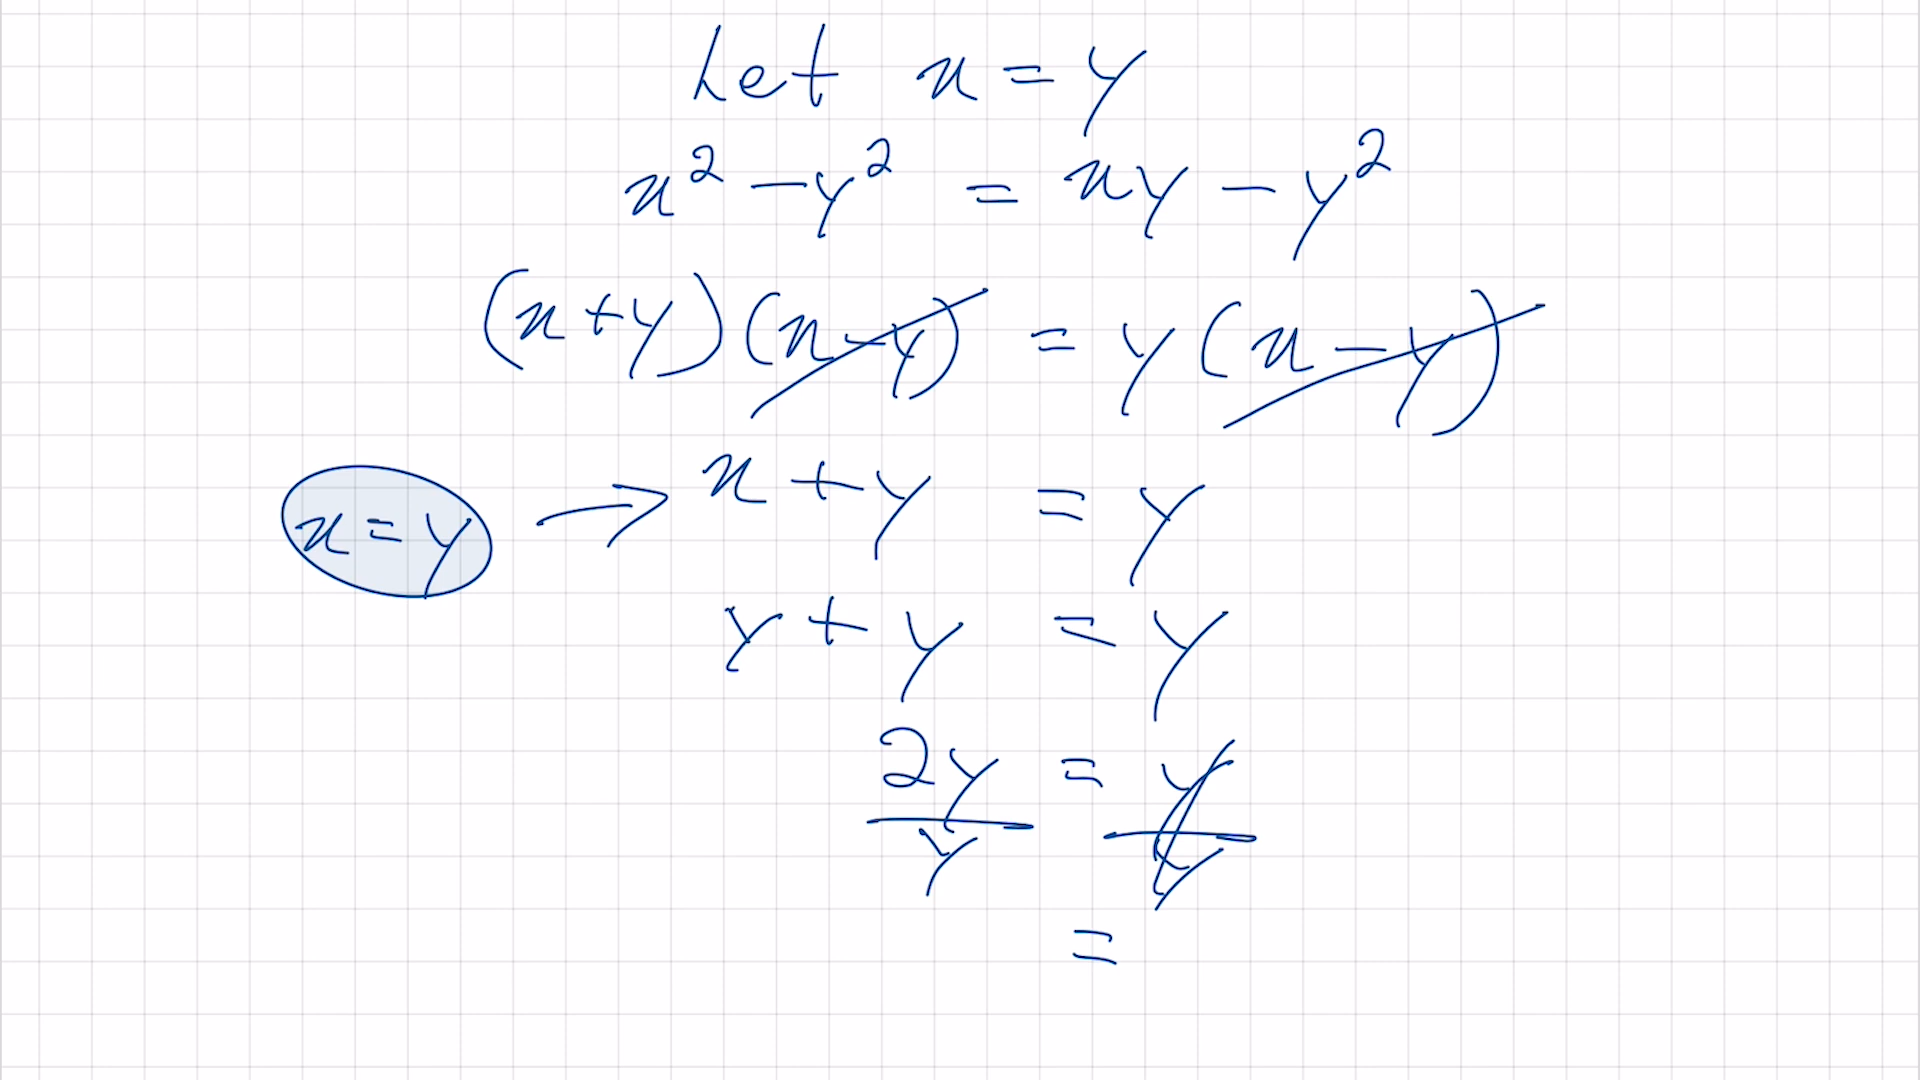 Let x = y
x² - y² = xy - y²
(x+y)(x-y) = y(x-y)
x=y → x + y = y
y + y = y
2y/y = y/y
=